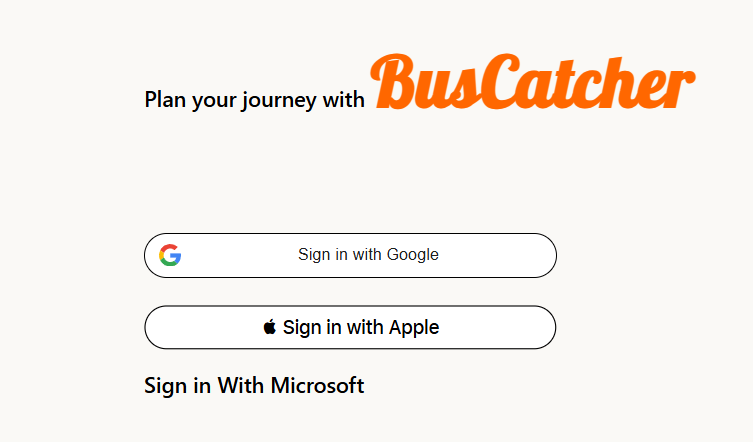 Plan your journey with BusCatcher
Sign in with Google
Sign in with Apple
Sign in With Microsoft